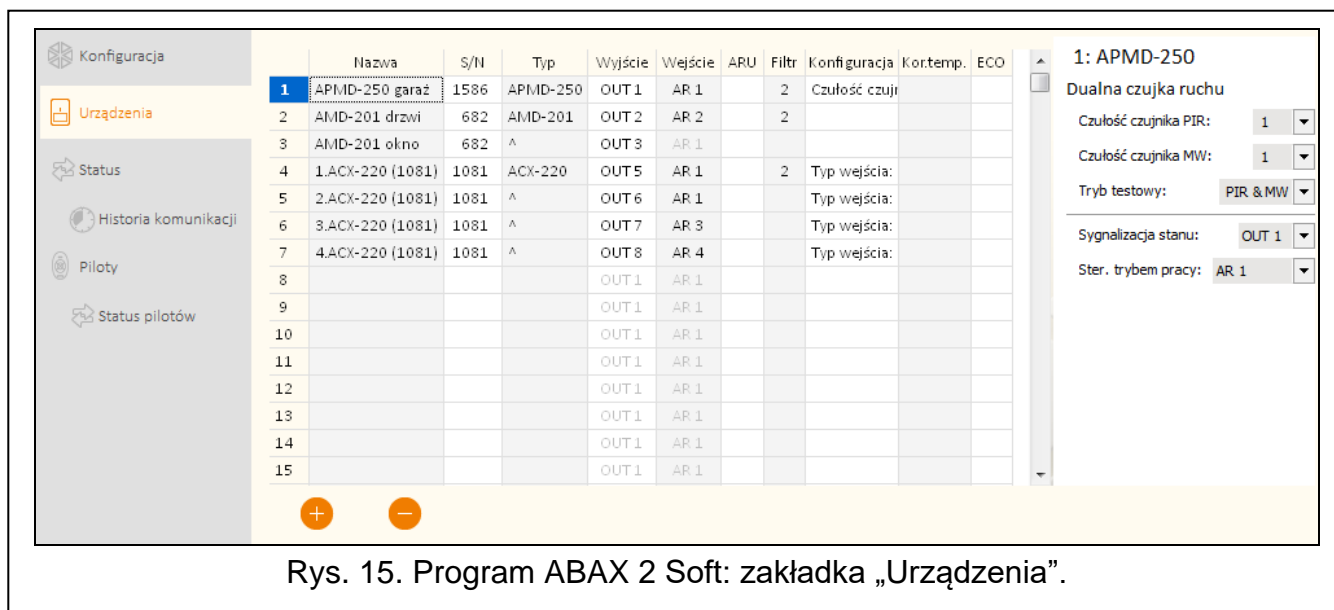 Konfiguracja
Urządzenia
Status
Historia komunikacji
Piloty
Status pilotów
Nazwa S/N Typ Wyjście Wejście ARU Filtr Konfiguracja Kor.temp. ECO
1 APMD-250 garaż 1586 APMD-250 OUT 1 AR 1 2 Czułość czujr
2 AMD-201 drzwi 682 AMD-201 OUT 2 AR 2 2
3 AMD-201 okno 682 ^ OUT 3 AR 1
4 1.ACX-220 (1081) 1081 ACX-220 OUT 5 AR 1 2 Typ wejścia:
5 2.ACX-220 (1081) 1081 ^ OUT 6 AR 1 Typ wejścia:
6 3.ACX-220 (1081) 1081 ^ OUT 7 AR 3 Typ wejścia:
7 4.ACX-220 (1081) 1081 ^ OUT 8 AR 4 Typ wejścia:
8 OUT 1 AR 1
9 OUT 1 AR 1
10 OUT 1 AR 1
11 OUT 1 AR 1
12 OUT 1 AR 1
13 OUT 1 AR 1
14 OUT 1 AR 1
15 OUT 1 AR 1
1: APMD-250
Dualna czujka ruchu
Czułość czujnika PIR: 1
Czułość czujnika MW: 1
Tryb testowy: PIR & MW
Sygnalizacja stanu: OUT 1
Ster. trybem pracy: AR 1
Rys. 15. Program ABAX 2 Soft: zakładka „Urządzenia”.